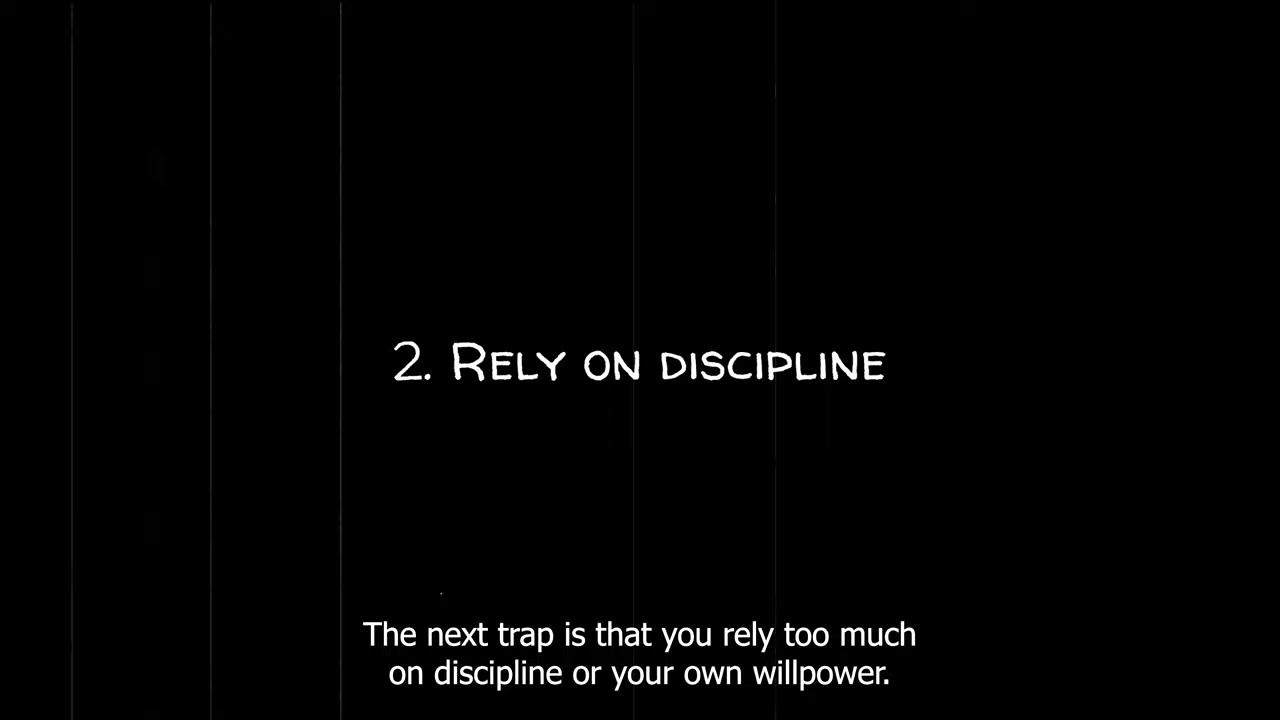 2. RELY ON DISCIPLINE
The next trap is that you rely too much
on discipline or your own willpower.